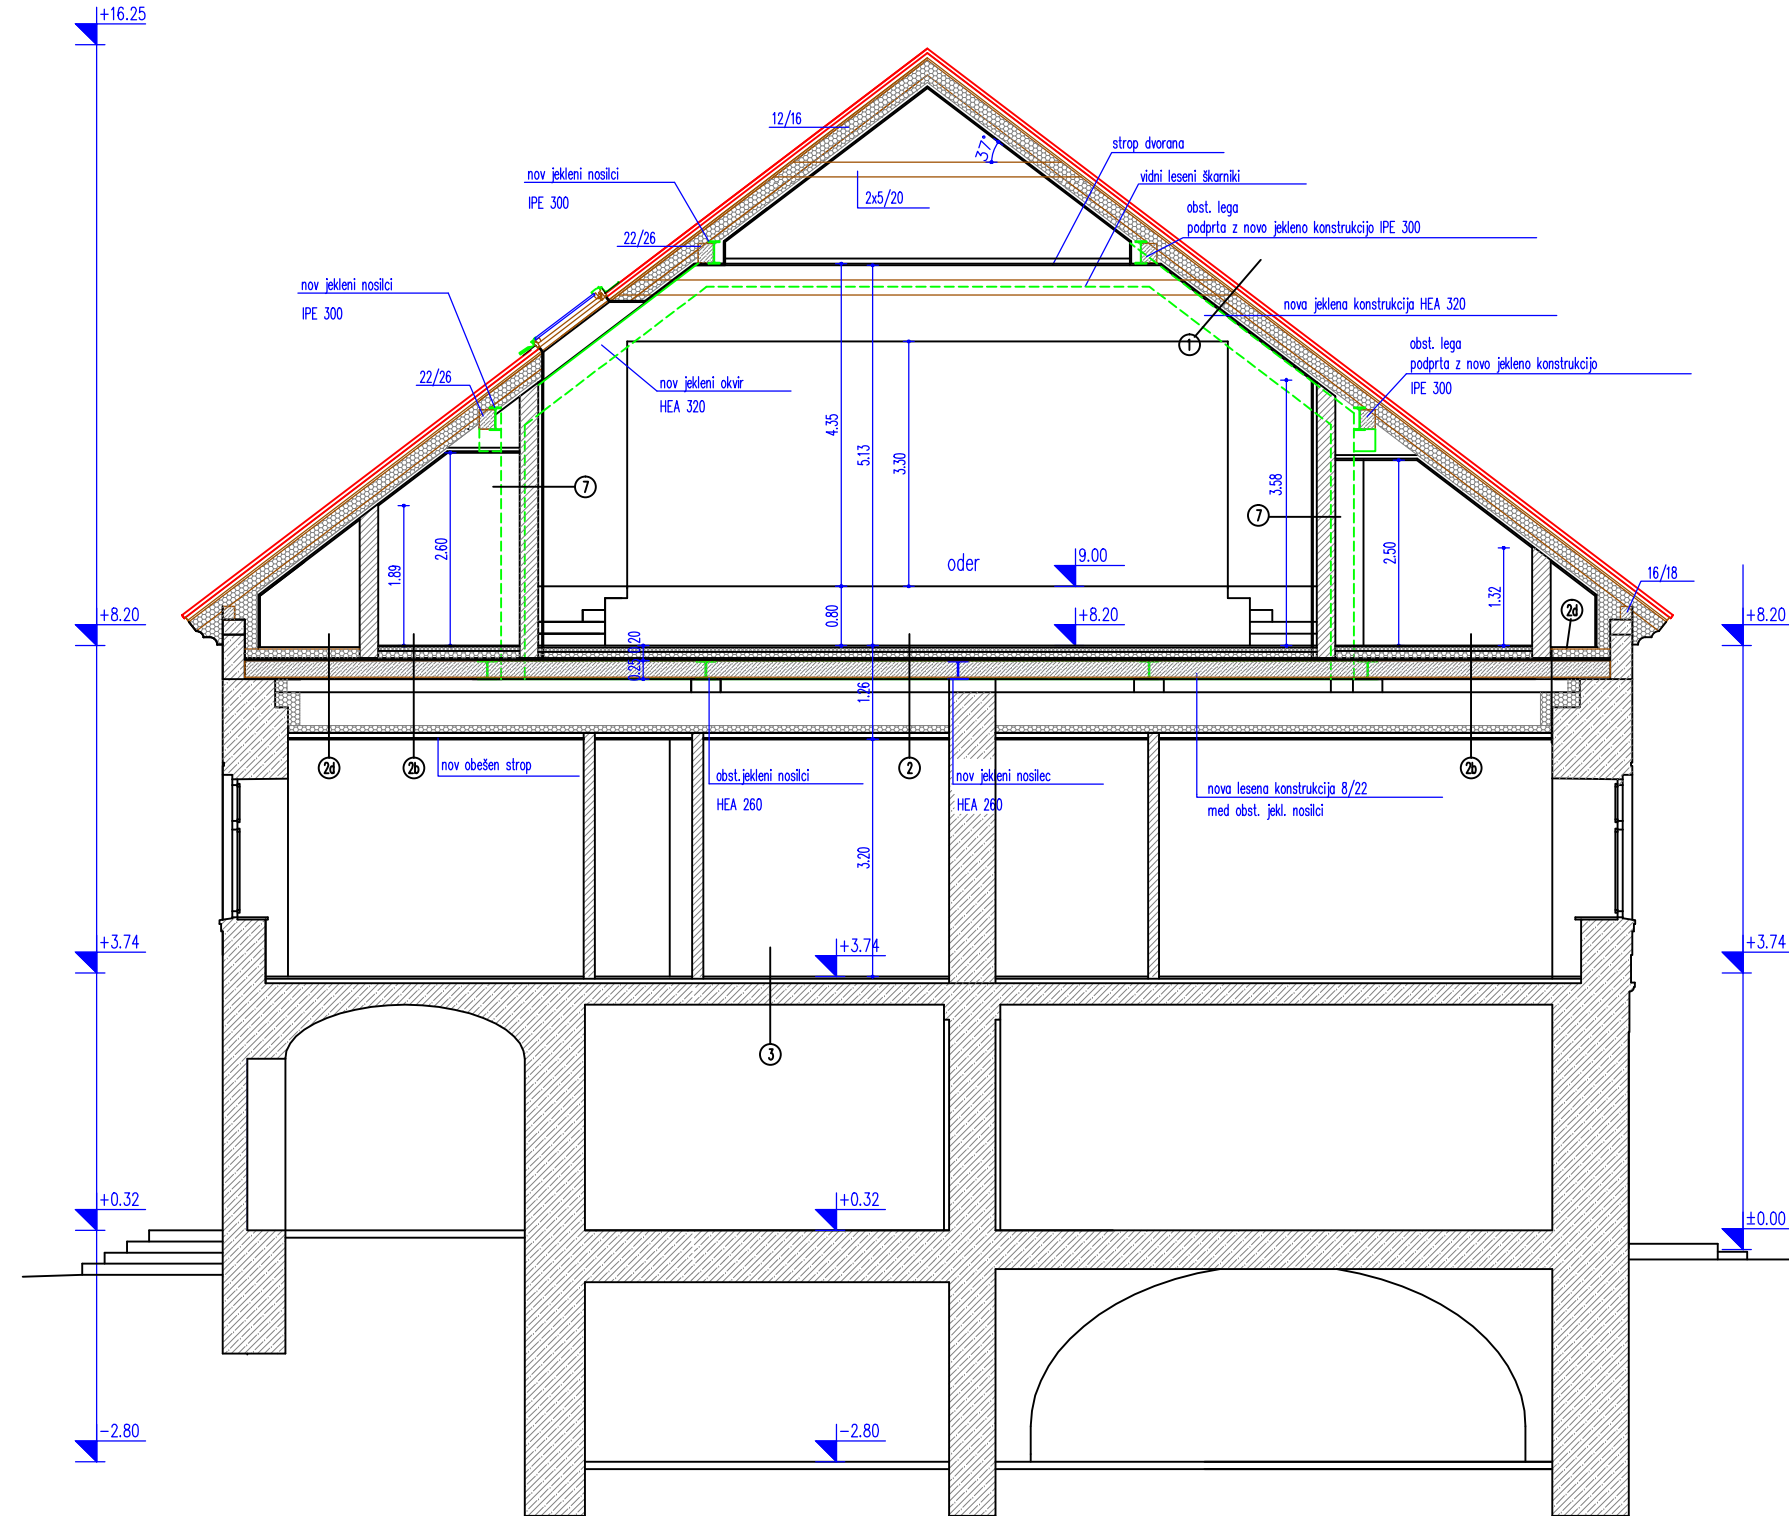 +16.25
12/16
37°
strop dvorana
nov jekleni nosilci
IPE 300
vidni leseni škarniki
2x5/20
obst. lega
podprta z novo jekleno konstrukcijo IPE 300
22/26
nov jekleni nosilci
IPE 300
nova jeklena konstrukcija HEA 320
1
obst. lega
podprta z novo jekleno konstrukcijo
IPE 300
22/26
nov jekleni okvir
HEA 320
4.35
5.13
3.30
3.58
7
7
2.60
1.89
2.50
1.32
oder
9.00
16/18
+8.20
0.80
+8.20
2d
+8.20
0.20
0.25
1.26
2d
2b
nov obešen strop
obst.jekleni nosilci
HEA 260
2
nov jekleni nosilec
HEA 260
nova lesena konstrukcija 8/22
med obst. jekl. nosilci
2b
3.20
+3.74
+3.74
+3.74
3
+0.32
+0.32
±0.00
-2.80
-2.80